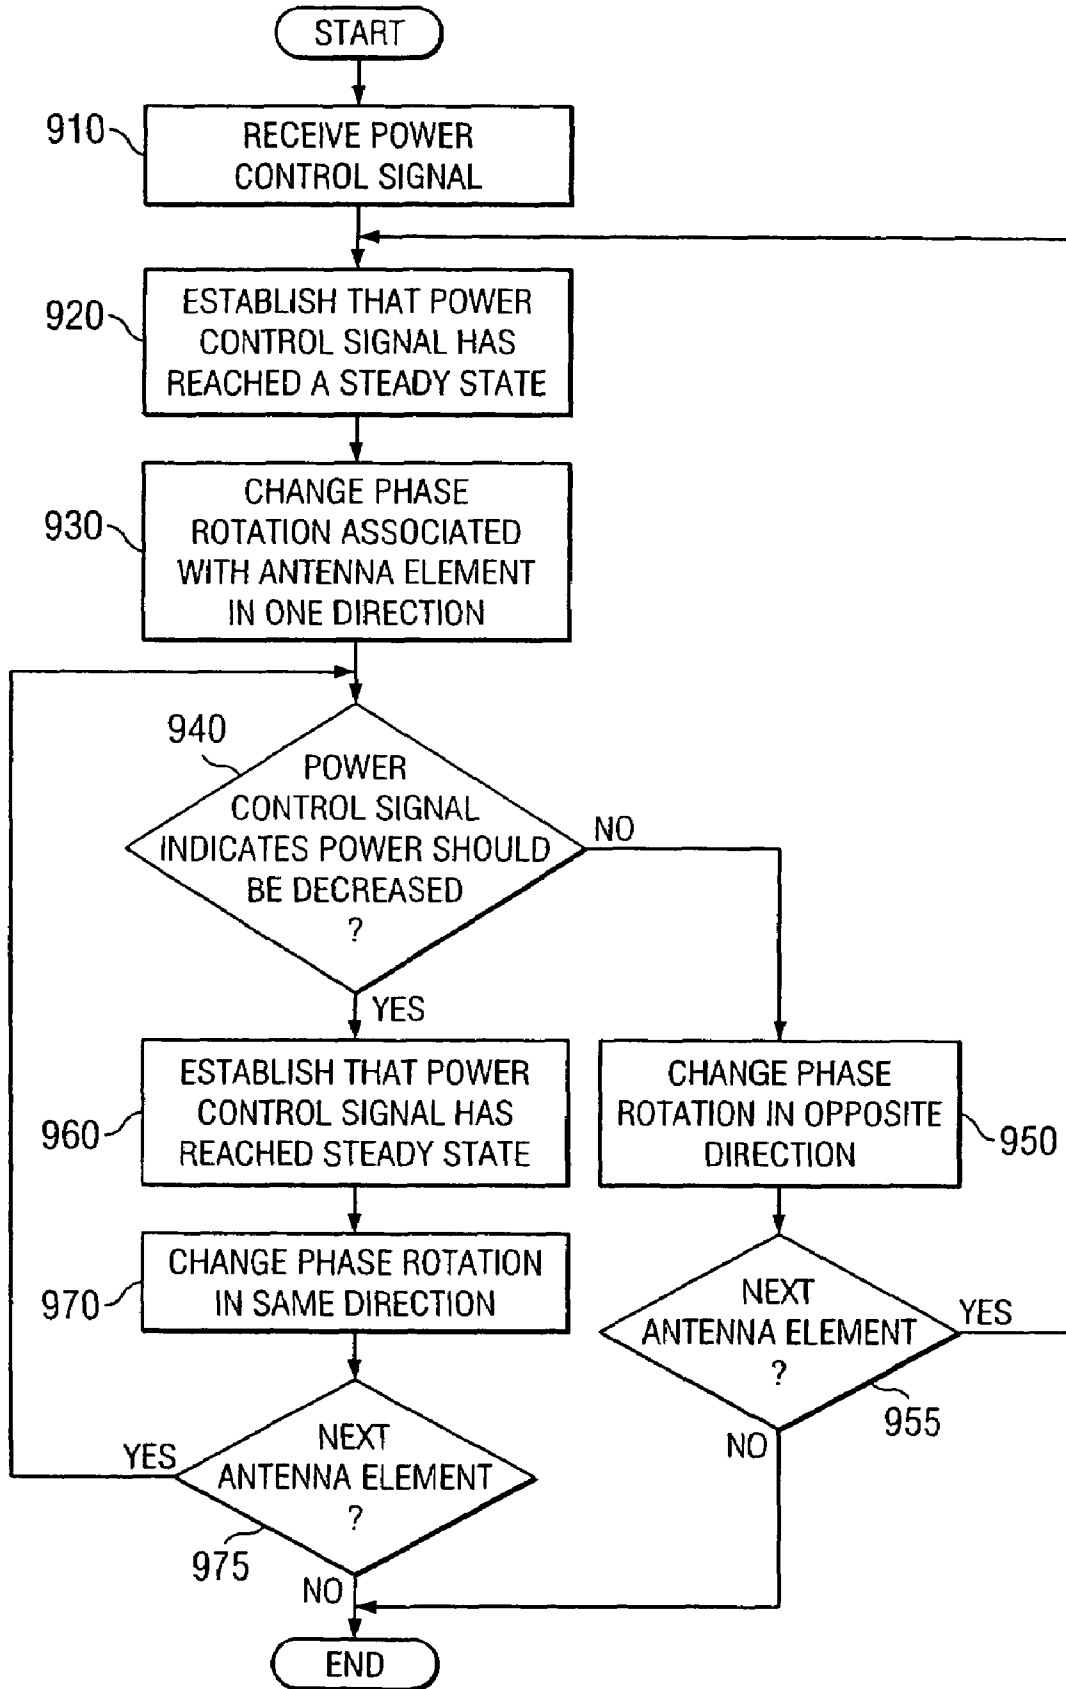 START
910
RECEIVE POWER
CONTROL SIGNAL
920
ESTABLISH THAT POWER
CONTROL SIGNAL HAS
REACHED A STEADY STATE
930
CHANGE PHASE
ROTATION ASSOCIATED
WITH ANTENNA ELEMENT
IN ONE DIRECTION
940
POWER
CONTROL SIGNAL
INDICATES POWER SHOULD
BE DECREASED
?
NO
YES
960
ESTABLISH THAT POWER
CONTROL SIGNAL HAS
REACHED STEADY STATE
CHANGE PHASE
ROTATION IN OPPOSITE
DIRECTION
950
970
CHANGE PHASE ROTATION
IN SAME DIRECTION
NEXT
ANTENNA ELEMENT
?
YES
955
NO
YES
NEXT
ANTENNA ELEMENT
?
975
NO
END